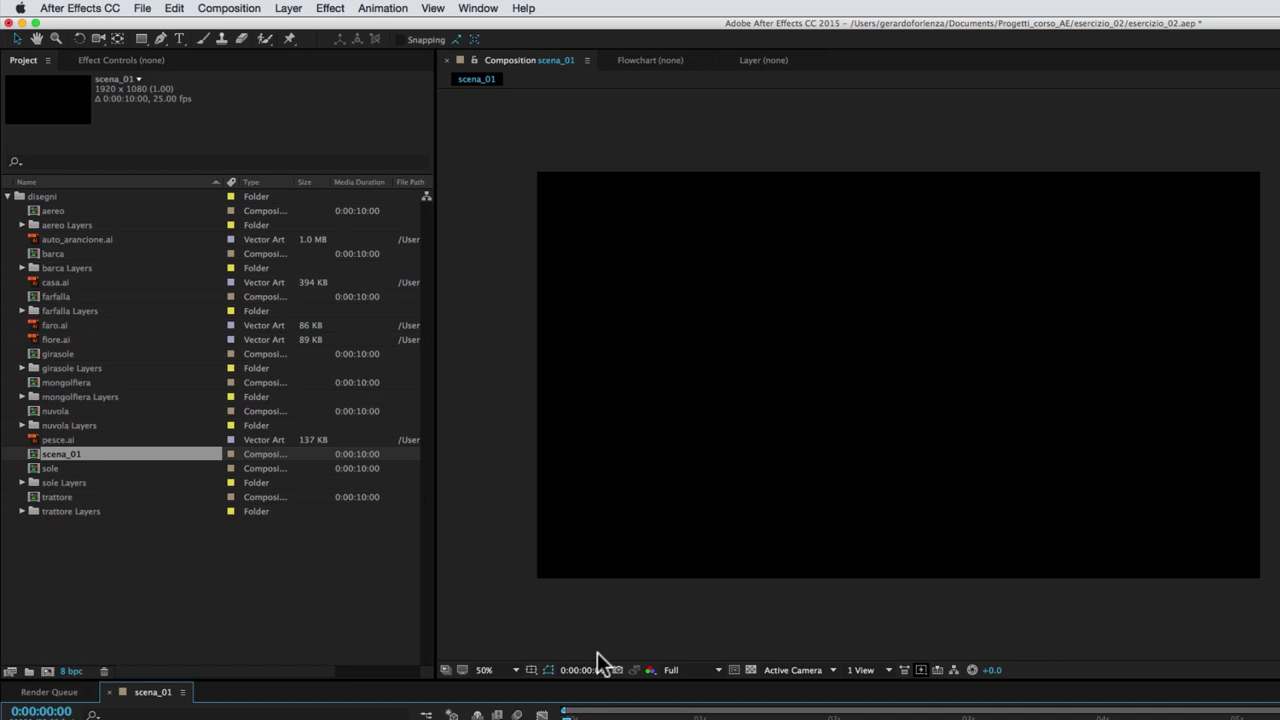 After Effects CC File Edit Composition Layer Effect Animation View Window Help
Adobe After Effects CC 2015 - /Users/gerardoforlenza/Documents/Progetti_corso_AE/esercizio_02/esercizio_02.aep *
Snapping
Project Effect Controls (none) Composition scena_01 Flowchart (none) Layer (none)
scena_01
scena_01
1920 x 1080 (1.00)
Δ 0:00:10:00, 25.00 fps
Name Type Size Media Duration File Path
disegni Folder
aereo Composi... 0:00:10:00
aereo Layers Folder
auto_arancione.ai Vector Art 1.0 MB /User
barca Composi... 0:00:10:00
barca Layers Folder
casa.ai Vector Art 394 KB /User
farfalla Composi... 0:00:10:00
farfalla Layers Folder
faro.ai Vector Art 86 KB /User
fiore.ai Vector Art 89 KB /User
girasole Composi... 0:00:10:00
girasole Layers Folder
mongolfiera Composi... 0:00:10:00
mongolfiera Layers Folder
nuvola Composi... 0:00:10:00
nuvola Layers Folder
pesce.ai Vector Art 137 KB /User
scena_01 Composi... 0:00:10:00
sole Composi... 0:00:10:00
sole Layers Folder
trattore Composi... 0:00:10:00
trattore Layers Folder
8 bpc 50% Full Active Camera 1 View +0.0
Render Queue scena_01
0:00:00:00